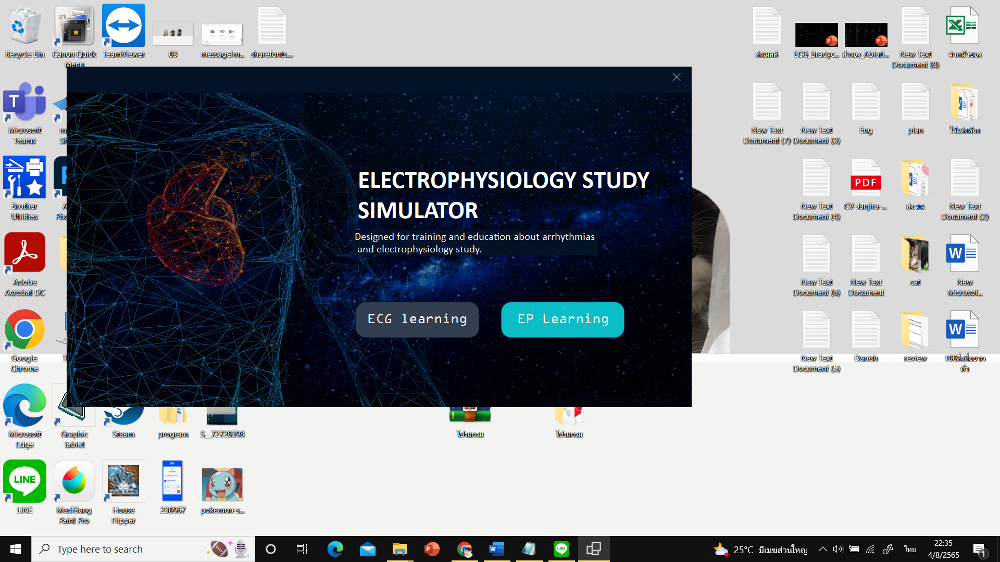 Recycle Bin
Canon Quick
Menu
TeamViewer
03
messageIm...
sharefonts....
ส่งเมลล์
ECG_Bradyc...
สำรอง_Ablati...
New Text
Document (8)
จ่าหน้าซอง
ELECTROPHYSIOLOGY STUDY
SIMULATOR
Designed for training and education about arrhythmias
and electrophysiology study.
ECG learning
EP Learning
T
Microsoft
Teams
New Text
Document (7)
New Text
Document (3)
Eng
plan
ไว้แต่งห้อง
Brother
Utilities
New Text
Document (4)
PDF
CV-Janjira-...
ส่ง มน
New Text
Document (2)
Adobe
Acrobat DC
New Text
Document (6)
New Text
Document
cat
W
New
Microsof...
Google
Chrome
New Text
Document (5)
Danish
review
W
100สิ่งที่อยาก
ทำ
Microsoft
Edge
Graphic
Tablet
Steam
program
S__72720398
โปรแกรม
โปรแกรม
LINE
LINE
MediBang
Paint Pro
House
Flipper
230967
pokemon-s...
Type here to search
25°C มีเมฆส่วนใหญ่
ไทย
22:35
4/8/2565
1